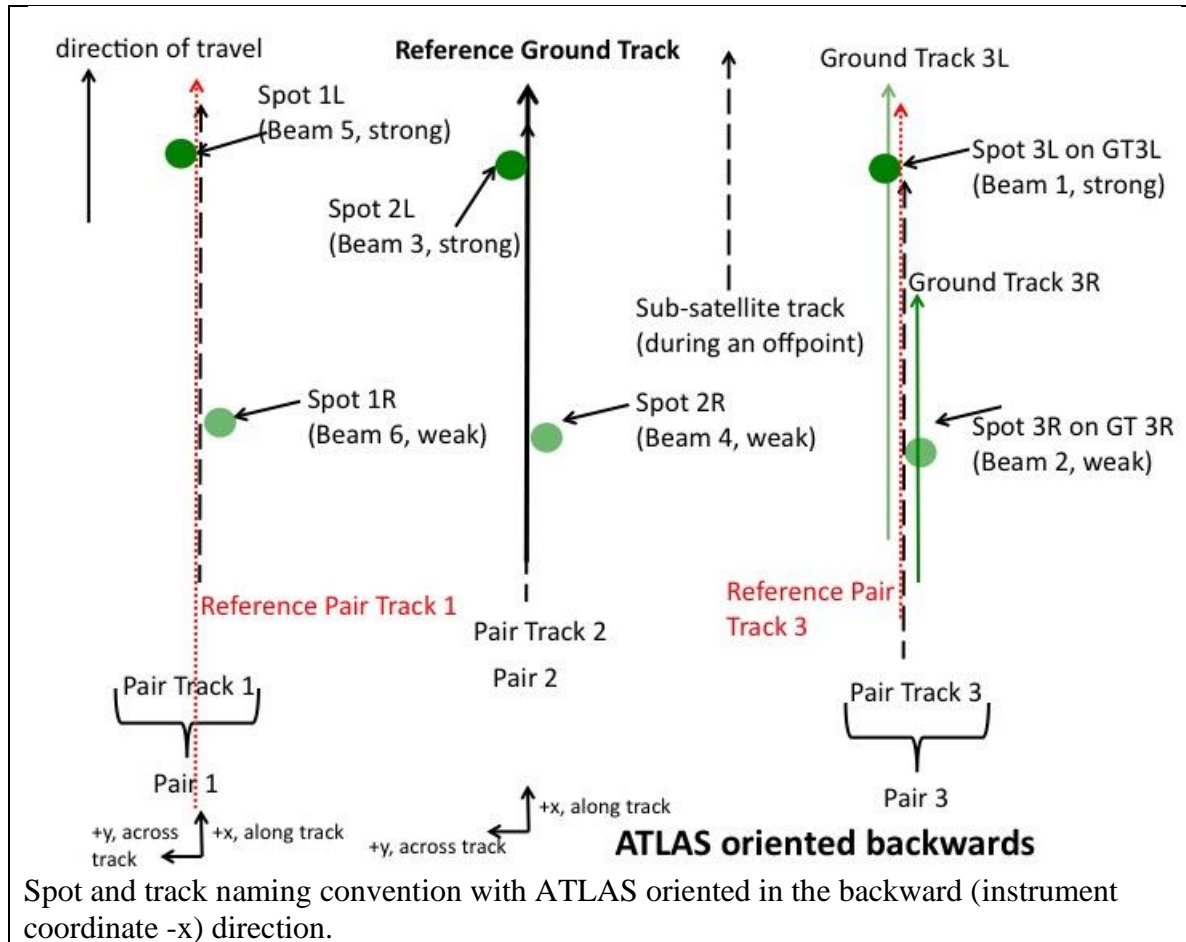 direction of travel
Reference Ground Track
Ground Track 3L
Spot 1L
(Beam 5, strong)
Spot 2L
(Beam 3, strong)
Spot 3L on GT3L
(Beam 1, strong)
Ground Track 3R
Sub-satellite track
(during an offpoint)
Spot 1R
(Beam 6, weak)
Spot 2R
(Beam 4, weak)
Spot 3R on GT 3R
(Beam 2, weak)
Reference Pair Track 1
Reference Pair
Track 3
Pair Track 2
Pair 2
Pair Track 1
Pair Track 3
Pair 1
Pair 3
+y, across
track
+x, along track
+x, along track
+y, across track
ATLAS oriented backwards
Spot and track naming convention with ATLAS oriented in the backward (instrument
coordinate -x) direction.